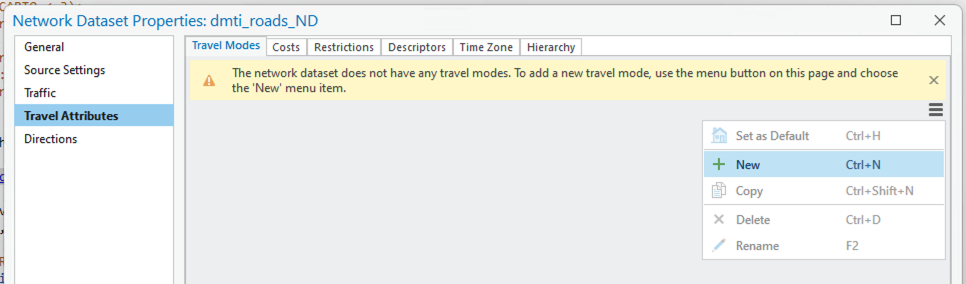 Network Dataset Properties: dmti_roads_ND
General
Source Settings
Traffic
Travel Attributes
Directions
Travel Modes Costs Restrictions Descriptors Time Zone Hierarchy
The network dataset does not have any travel modes. To add a new travel mode, use the menu button on this page and choose
the 'New' menu item.
Set as Default Ctrl+H
New Ctrl+N
Copy Ctrl+Shift+N
Delete Ctrl+D
Rename F2